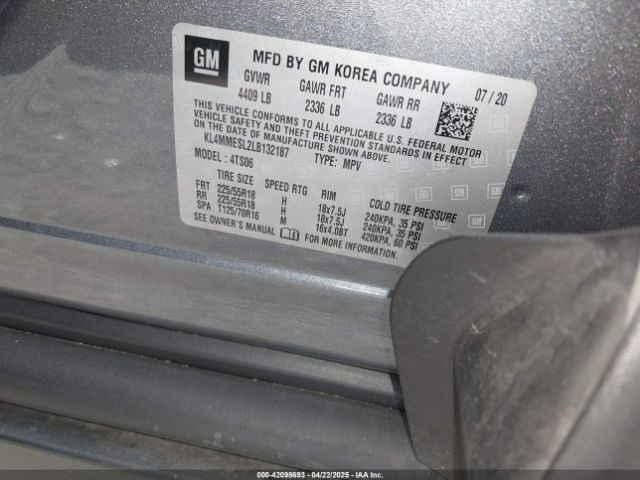 GM
MFD BY GM KOREA COMPANY 07/20
GVWR GAWR FRT GAWR RR
4409 LB 2336 LB 2336 LB
THIS VEHICLE CONFORMS TO ALL APPLICABLE U.S. FEDERAL MOTOR
VEHICLE SAFETY AND THEFT PREVENTION STANDARDS IN EFFECT
ON THE DATE OF MANUFACTURE SHOWN ABOVE.
KL4MMESL2LB132187 TYPE: MPV
MODEL: 4TS06
TIRE SIZE SPEED RTG RIM COLD TIRE PRESSURE
FRT 225/55R18 H 18x7.5J 240KPA, 35 PSI
RR 225/55R18 H 18x7.5J 240KPA, 35 PSI
SPA T125/70R16 M 16x4.0BT 420KPA, 60 PSI
SEE OWNER'S MANUAL FOR MORE INFORMATION.
000-42098693 - 04/22/2025 - IAA Inc.